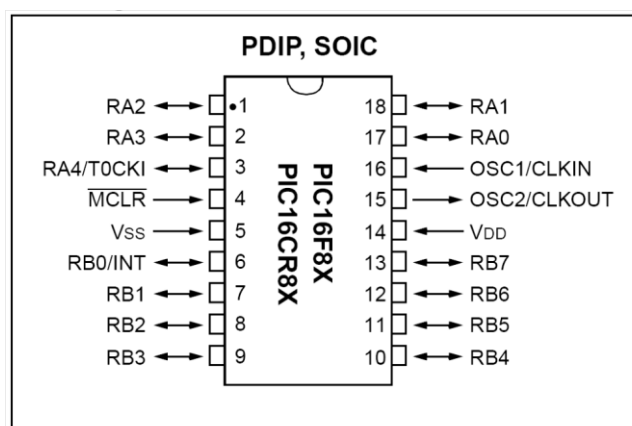 PDIP, SOIC
RA2 1 18 RA1
RA3 2 17 RA0
RA4/T0CKI 3 16 OSC1/CLKIN
MCLR 4 15 OSC2/CLKOUT
VSS 5 14 VDD
RB0/INT 6 13 RB7
RB1 7 12 RB6
RB2 8 11 RB5
RB3 9 10 RB4
PIC16F8X
PIC16CR8X